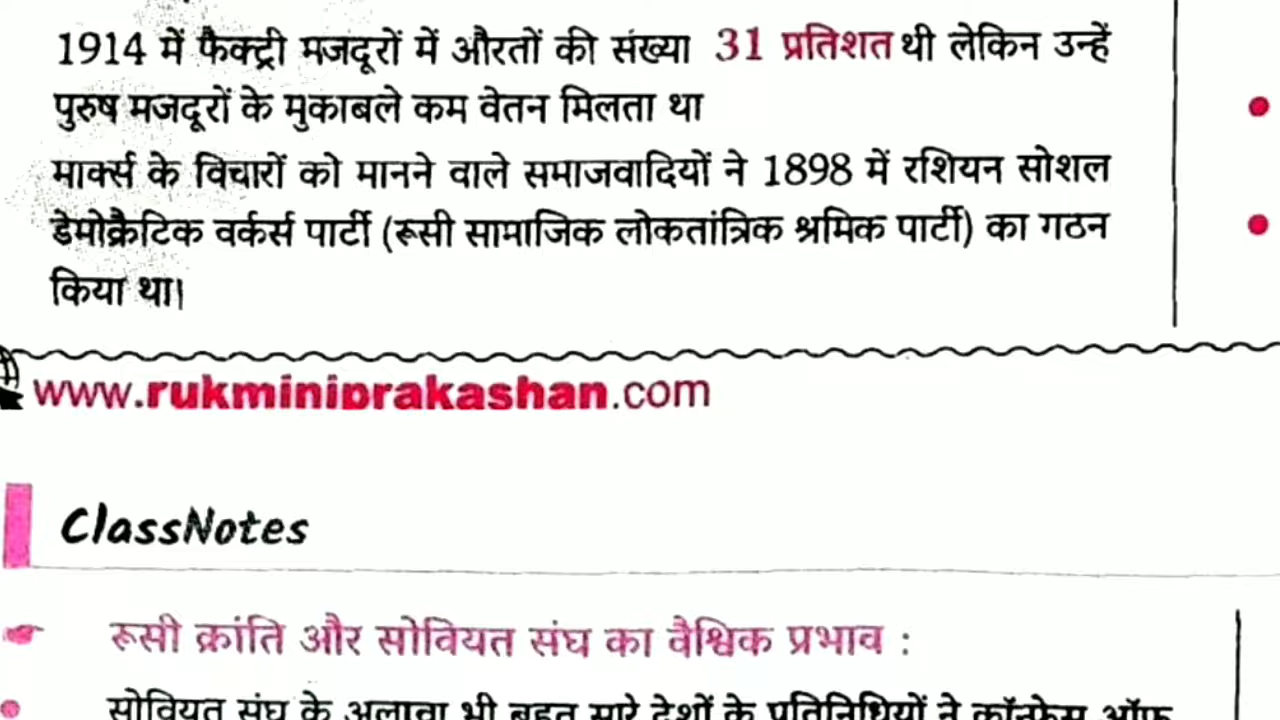 1914 में फैक्ट्री मजदूरों में औरतों की संख्या 31 प्रतिशत थी लेकिन उन्हें
पुरुष मजदूरों के मुकाबले कम वेतन मिलता था
मार्क्स के विचारों को मानने वाले समाजवादियों ने 1898 में रशियन सोशल
डेमोक्रैटिक वर्कर्स पार्टी (रूसी सामाजिक लोकतांत्रिक श्रमिक पार्टी) का गठन
किया था।
www.rukminiprakashan.com
ClassNotes
रूसी क्रांति और सोवियत संघ का वैश्विक प्रभाव :
सोवियत संघ के अलावा भी बहुत सारे देशों के प्रतिनिधियों ने कॉन्फ्रेस ऑफ